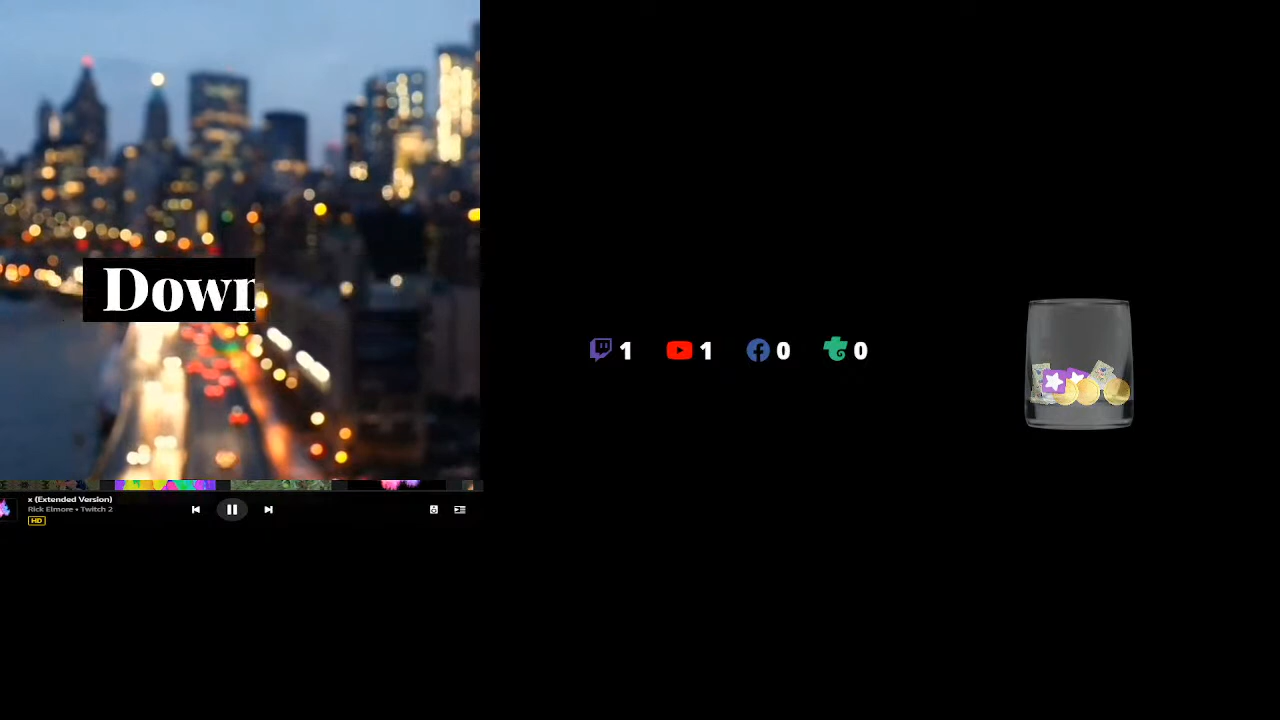 Down
1 1 0 0
x (Extended Version)
Rick Elmore • Twitch 2
HD